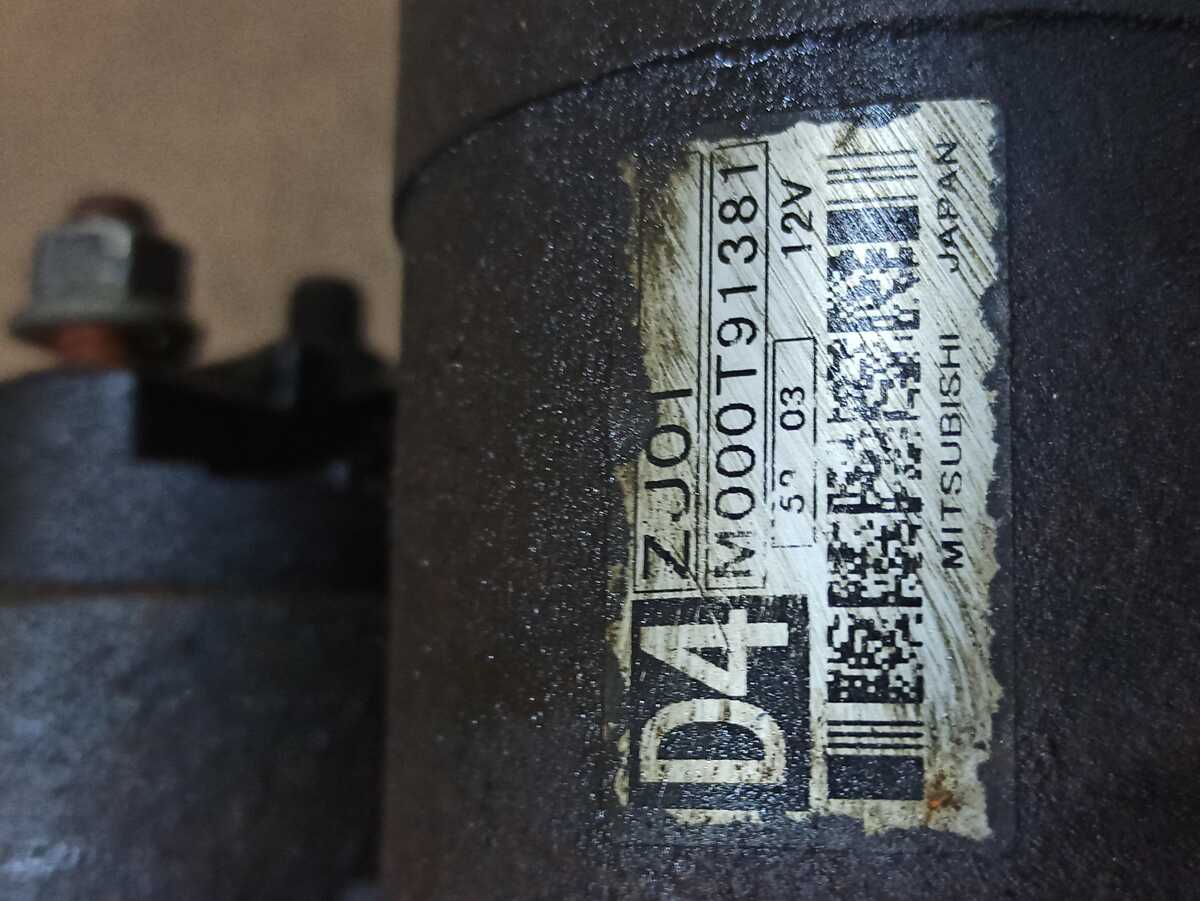 D4
ZJ01
M000T91381
03
12V
MITSUBISHI JAPAN